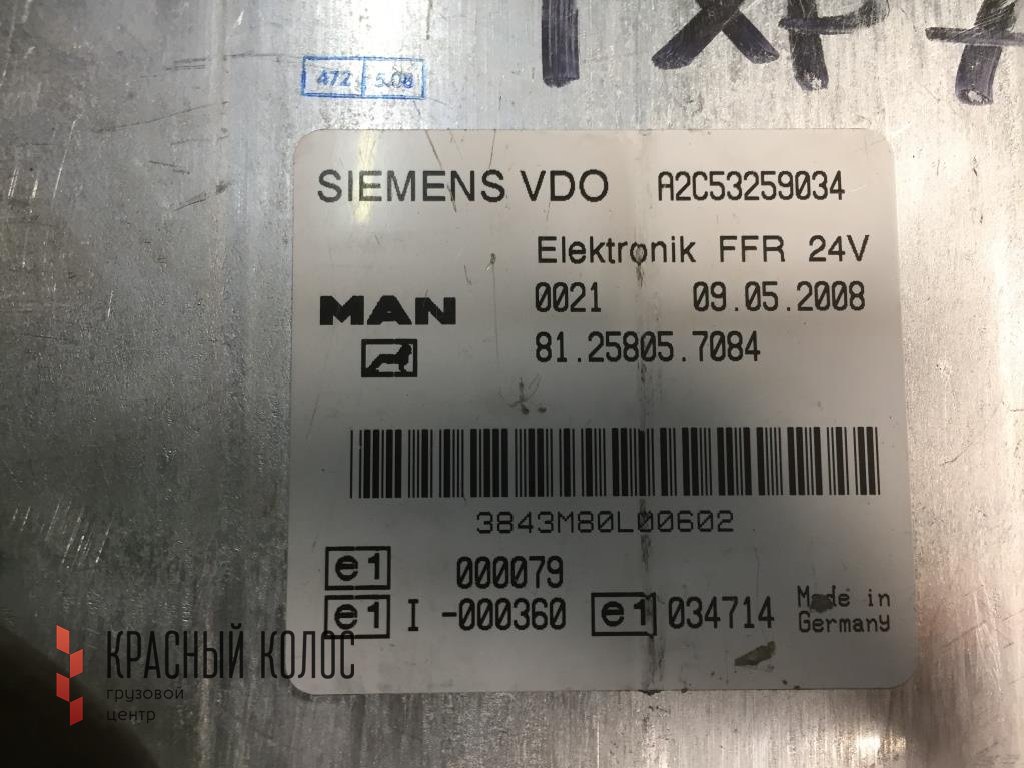 472 5.08
SIEMENS VDO A2C53259034
Elektronik FFR 24V
0021 09.05.2008
MAN
81.25805.7084
3843M80L00602
e1 000079
e1 I -000360 e1 034714
Made in
Germany
КРАСНЫЙ КОЛОС
грузовой
центр